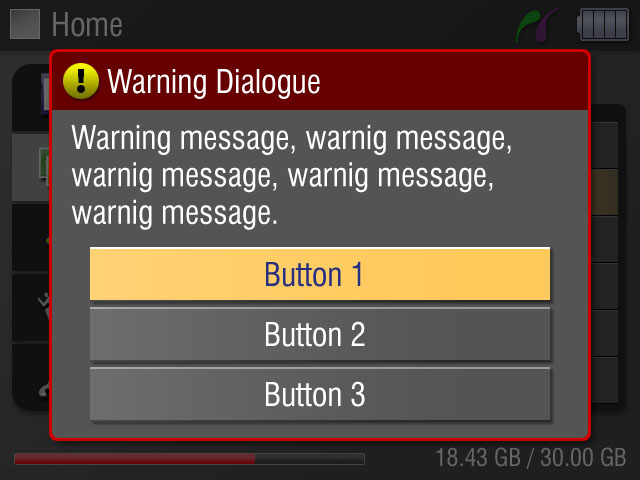 Home
Warning Dialogue
Warning message, warnig message,
warnig message, warnig message,
warnig message.
Button 1
Button 2
Button 3
18.43 GB / 30.00 GB